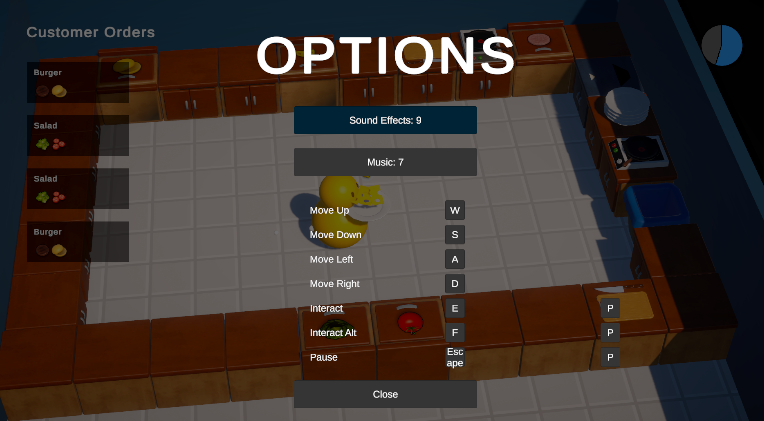 Customer Orders
OPTIONS
Burger
Salad
Salad
Burger
Sound Effects: 9
Music: 7
Move Up W
Move Down S
Move Left A
Move Right D
Interact E P
Interact Alt F P
Pause Esc
ape P
Close